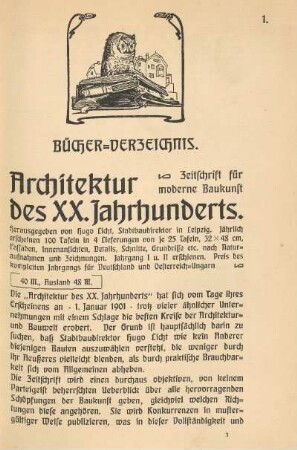 1.
BÜCHER=VERZEICHNIS.
Architektur Zeitschrift für
moderne Baukunst
des XX. Jahrhunderts.
Herausgegeben von Hugo Licht, Stadtbaudirektor in Leipzig. Jährlich
erscheinen 100 Tafeln in 4 Lieferungen von je 25 Tafeln, 32×48 cm,
Fassaden, Innenansichten, Details, Schnitte, Grundriße etc. nach Natur=
aufnahmen und Zeichnungen. Jahrgang I u. II erschienen. Preis des
kompletten Jahrgangs für Deutschland und Oesterreich=Ungarn
40 M., Ausland 48 M.
Die „Architektur des XX. Jahrhunderts“ hat sich vom Tage ihres
Erscheinens an - 1. Januar 1901 - trotz vieler ähnlicher Unter=
nehmungen mit einem Schlage die besten Kreise der Architektur=
und Bauwelt erobert. Der Grund ist hauptsächlich darin zu
suchen, daß Stadtbaudirektor Hugo Licht wie kein Anderer
diejenigen Bauten auszuwählen versteht, die weniger durch
ihr Aeußeres vielleicht blenden, als durch praktische Brauchbar=
keit sich vom Allgemeinen abheben.
Die Zeitschrift wird einen durchaus objektiven, von keinem
Parteigeist beherrschten Ueberblick über alle hervorragenden
Schöpfungen der Baukunst geben, gleichviel welchen Rich=
tungen diese angehören. Sie wird Konkurrenzen in muster=
gültiger Weise publizieren, was in dieser Vollständigkeit und
1